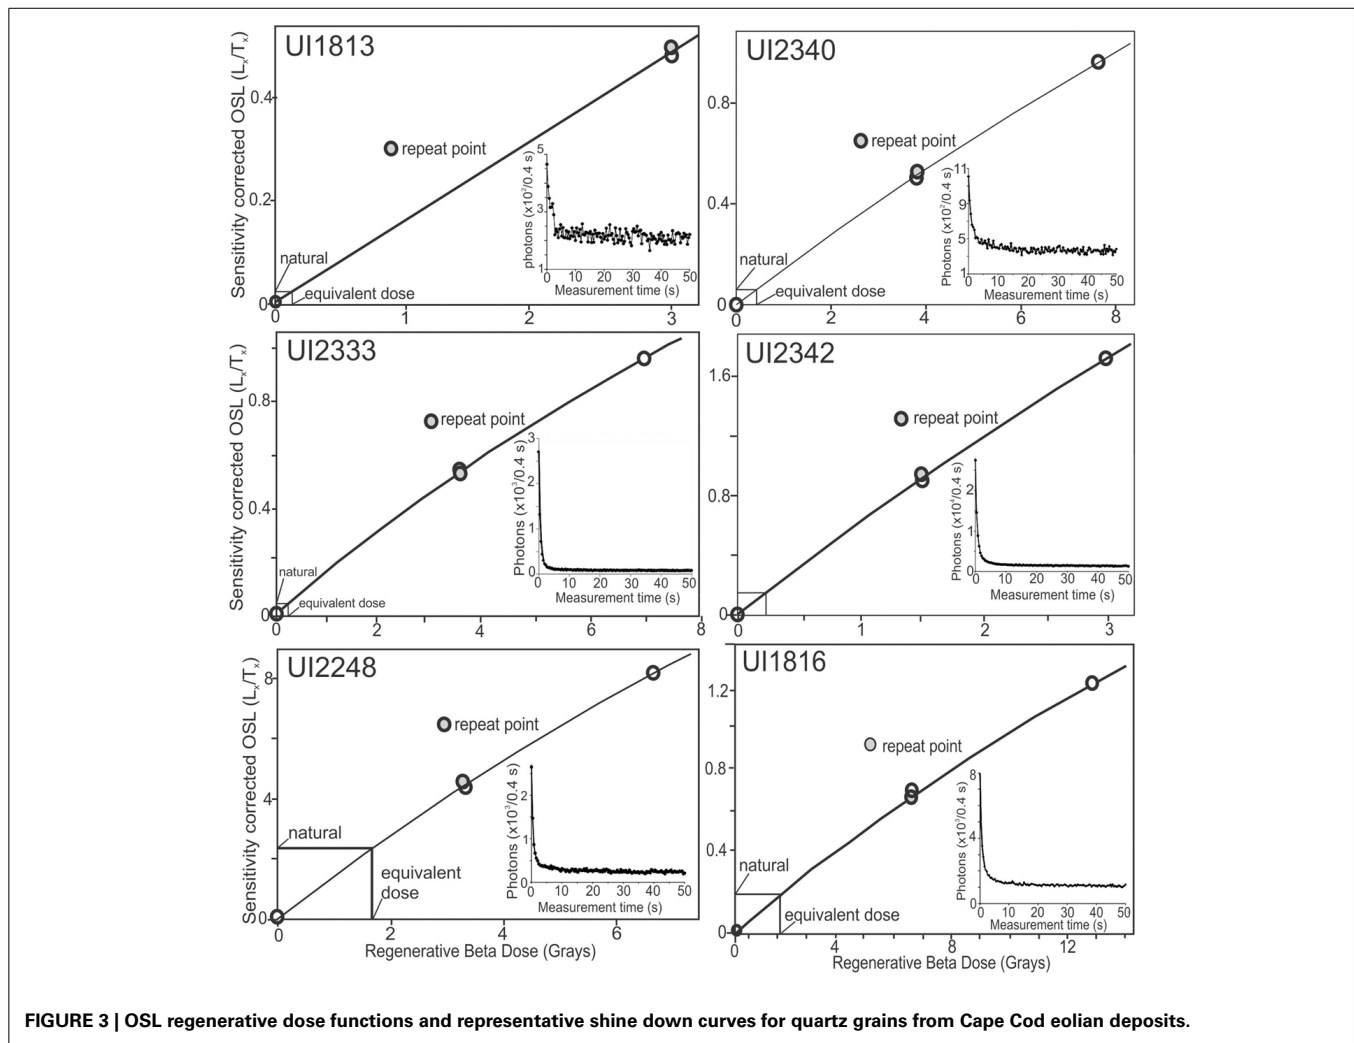 UI1813
Sensitivity corrected OSL (Lx/Tx)
0.4
0.2
0
repeat point
natural
equivalent dose
0
1
2
3
photons (x10²/0.4 s)
5
3
1
0 10 20 30 40 50
Measurement time (s)
UI2340
0.8
0.4
0
repeat point
natural
equivalent dose
0
2
4
6
8
Photons (x10²/0.4 s)
11
9
5
1
0 10 20 30 40 50
Measurement time (s)
UI2333
Sensitivity corrected OSL (Lx/Tx)
0.8
0.4
0
repeat point
natural
equivalent dose
0
2
4
6
8
Photons (x10³/0.4 s)
3
2
1
0
0 10 20 30 40 50
Measurement time (s)
UI2342
1.6
0.8
0
repeat point
0
1
2
3
Photons (x10⁴/0.4 s)
2
1
0
0 10 20 30 40 50
Measurement time (s)
UI2248
Sensitivity corrected OSL (Lx/Tx)
8
4
0
repeat point
natural
equivalent
dose
0
2
4
6
Regenerative Beta Dose (Grays)
Photons (x10³/0.4 s)
2
1
0
0 10 20 30 40 50
Measurement time (s)
UI1816
1.2
0.8
0.4
0
repeat point
natural
equivalent dose
0
4
8
12
Regenerative Beta Dose (Grays)
Photons (x10³/0.4 s)
8
6
4
2
0
0 10 20 30 40 50
Measurement time (s)
FIGURE 3 | OSL regenerative dose functions and representative shine down curves for quartz grains from Cape Cod eolian deposits.